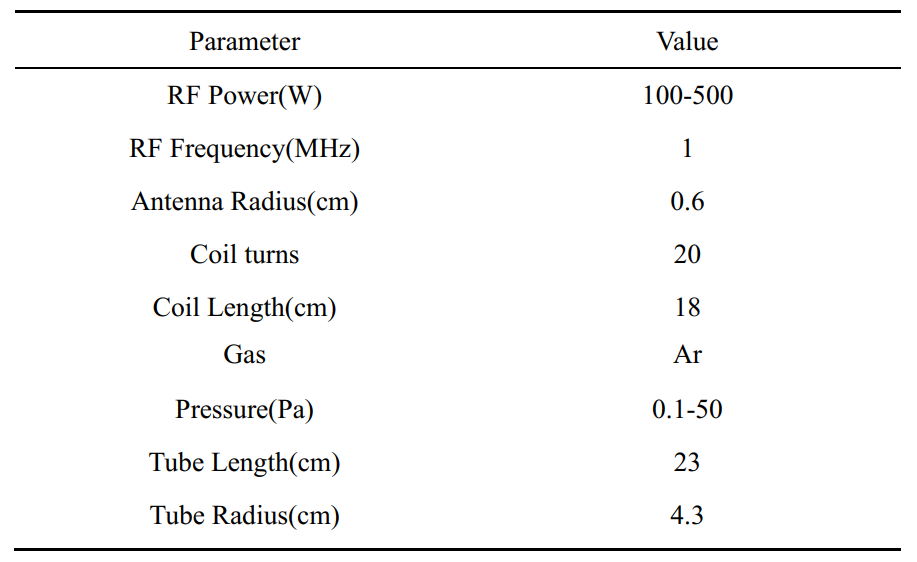 Parameter Value
RF Power(W) 100-500
RF Frequency(MHz) 1
Antenna Radius(cm) 0.6
Coil turns 20
Coil Length(cm) 18
Gas Ar
Pressure(Pa) 0.1-50
Tube Length(cm) 23
Tube Radius(cm) 4.3